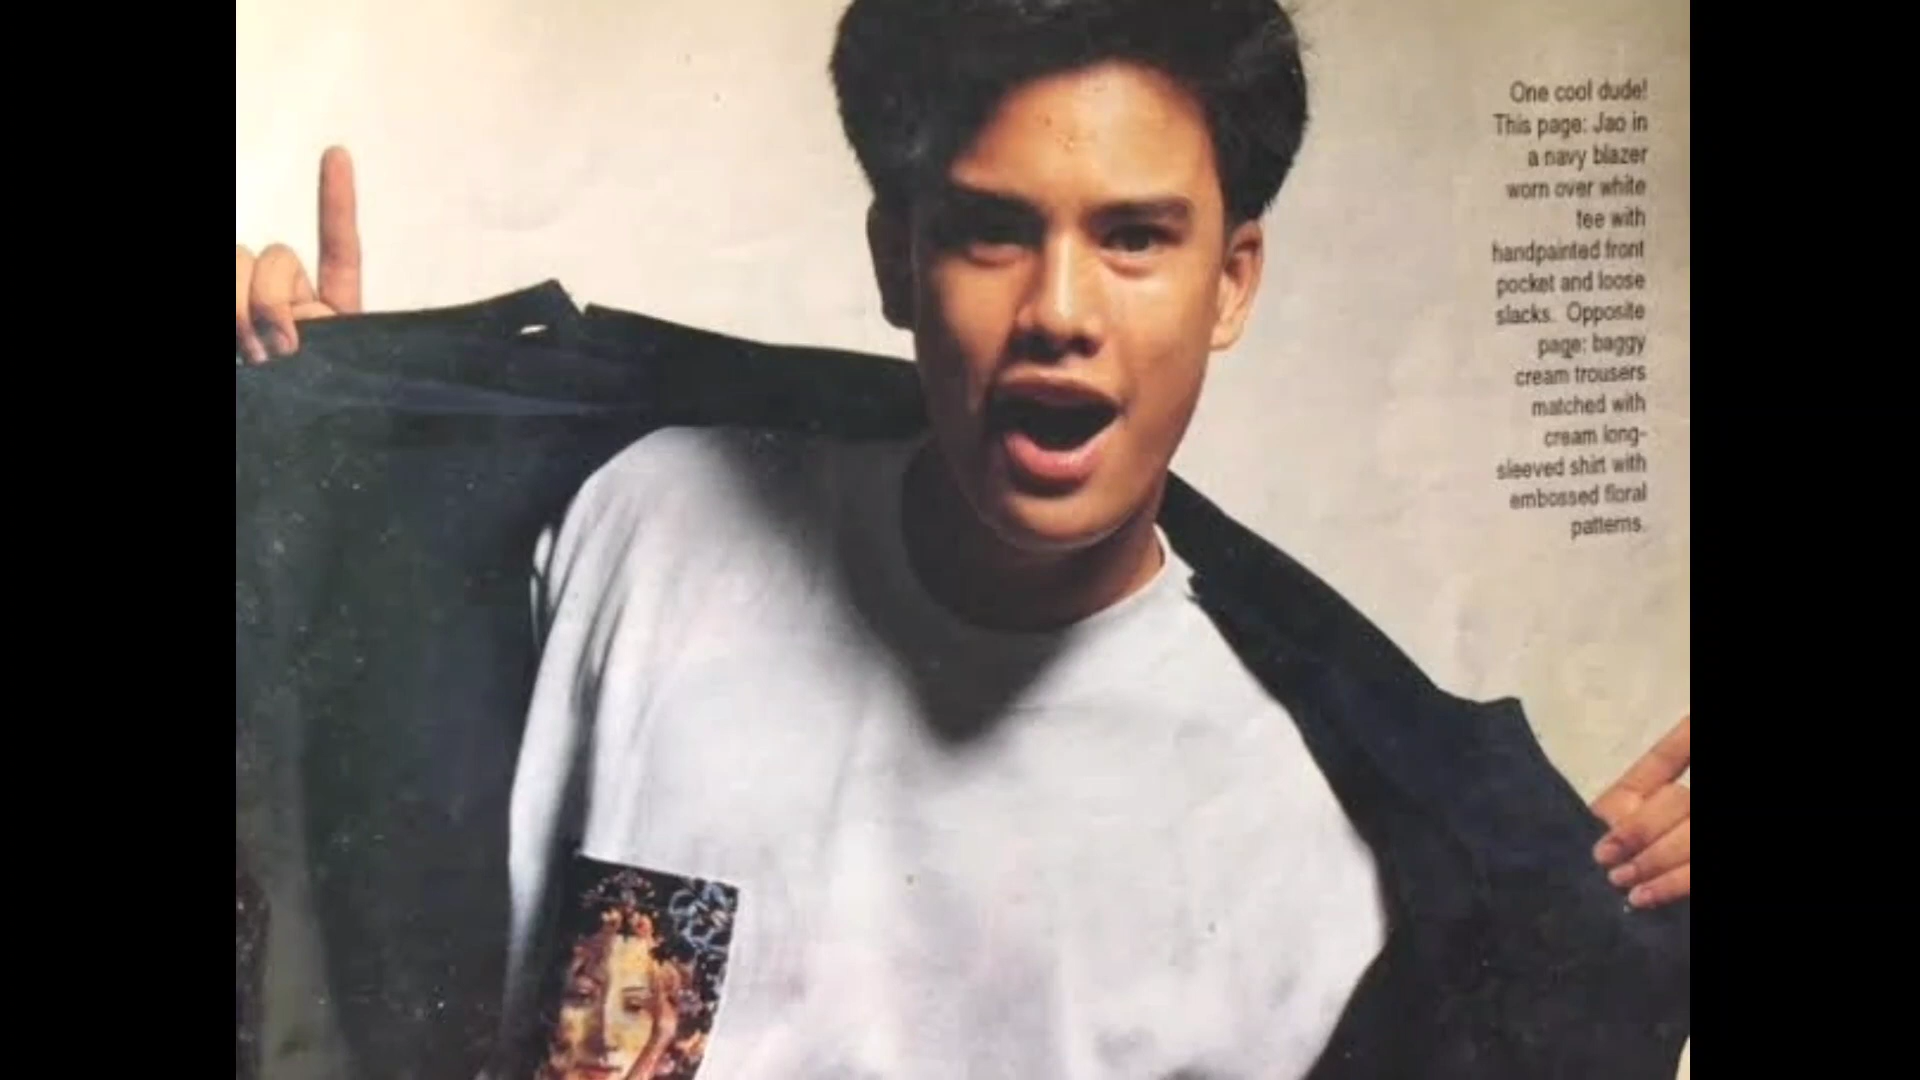 One cool dude!
This page: Jao in
a navy blazer
worn over white
tee with
handpainted front
pocket and loose
slacks. Opposite
page: baggy
cream trousers
matched with
cream long-
sleeved shirt with
embossed floral
patterns.